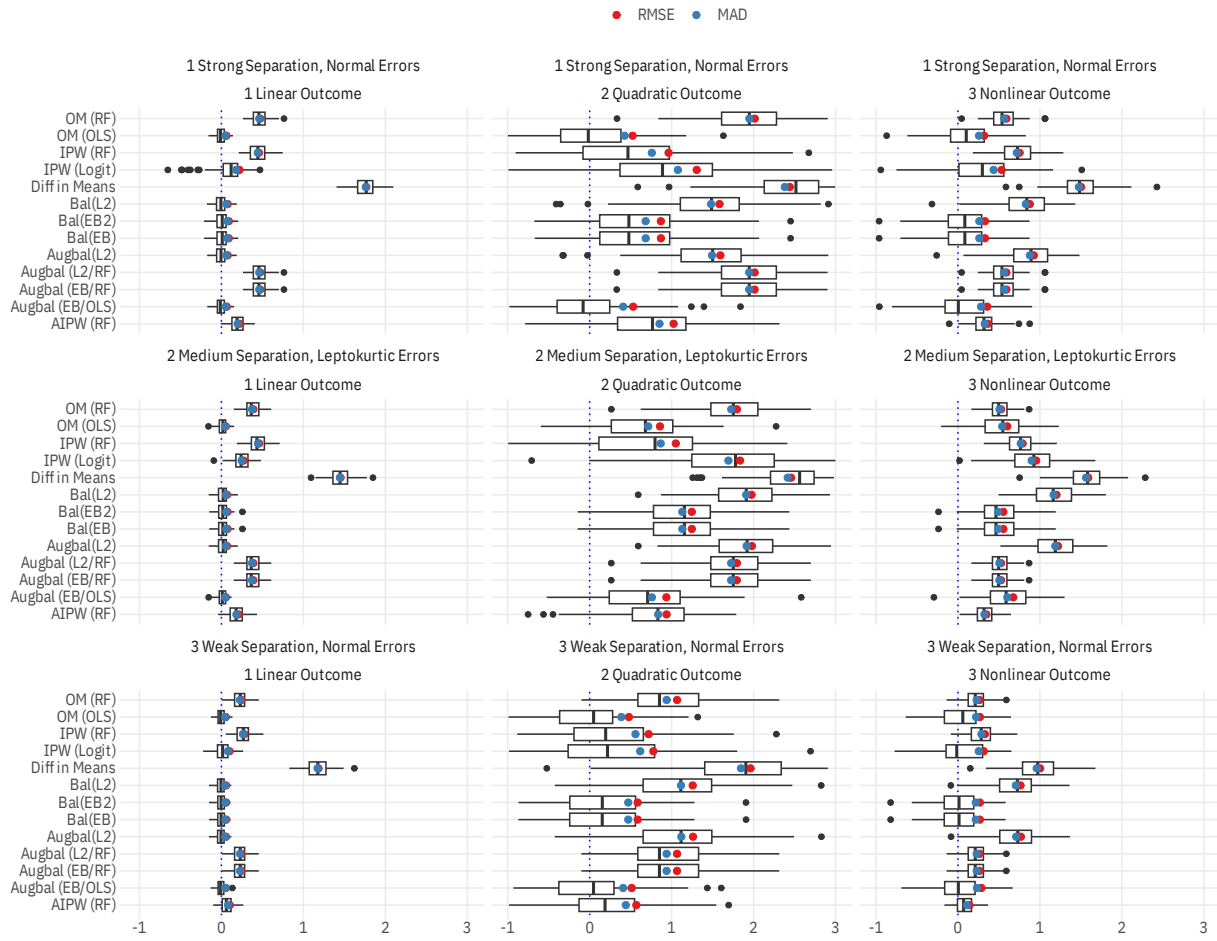 RMSE MAD
1 Strong Separation, Normal Errors 1 Strong Separation, Normal Errors 1 Strong Separation, Normal Errors
1 Linear Outcome 2 Quadratic Outcome 3 Nonlinear Outcome
OM (RF)
OM (OLS)
IPW (RF)
IPW (Logit)
Diff in Means
Bal(L2)
Bal(EB2)
Bal(EB)
Augbal(L2)
Augbal (L2/RF)
Augbal (EB/RF)
Augbal (EB/OLS)
AIPW (RF)
2 Medium Separation, Leptokurtic Errors 2 Medium Separation, Leptokurtic Errors 2 Medium Separation, Leptokurtic Errors
1 Linear Outcome 2 Quadratic Outcome 3 Nonlinear Outcome
OM (RF)
OM (OLS)
IPW (RF)
IPW (Logit)
Diff in Means
Bal(L2)
Bal(EB2)
Bal(EB)
Augbal(L2)
Augbal (L2/RF)
Augbal (EB/RF)
Augbal (EB/OLS)
AIPW (RF)
3 Weak Separation, Normal Errors 3 Weak Separation, Normal Errors 3 Weak Separation, Normal Errors
1 Linear Outcome 2 Quadratic Outcome 3 Nonlinear Outcome
OM (RF)
OM (OLS)
IPW (RF)
IPW (Logit)
Diff in Means
Bal(L2)
Bal(EB2)
Bal(EB)
Augbal(L2)
Augbal (L2/RF)
Augbal (EB/RF)
Augbal (EB/OLS)
AIPW (RF)
-1 0 1 2 3 -1 0 1 2 3 -1 0 1 2 3